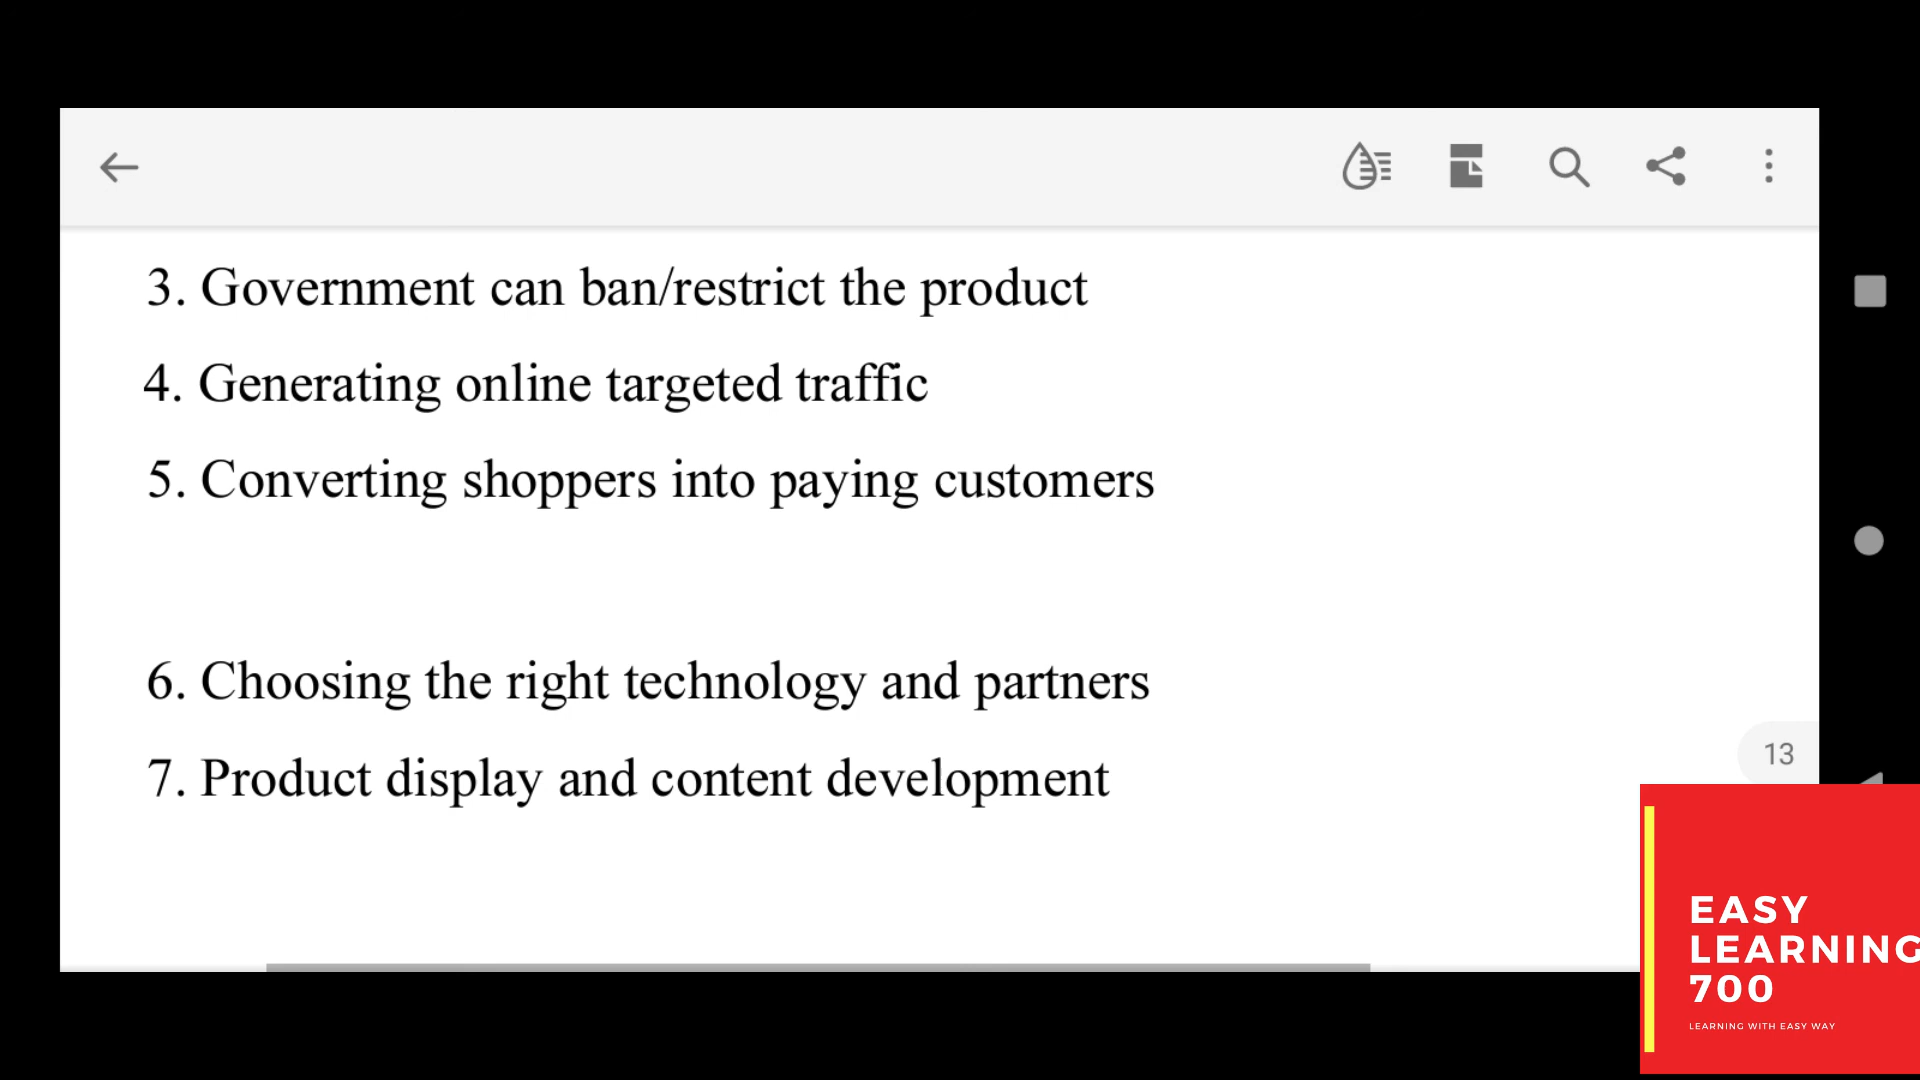 3. Government can ban/restrict the product
4. Generating online targeted traffic
5. Converting shoppers into paying customers
6. Choosing the right technology and partners
7. Product display and content development
13
EASY
LEARNING
700
LEARNING WITH EASY WAY